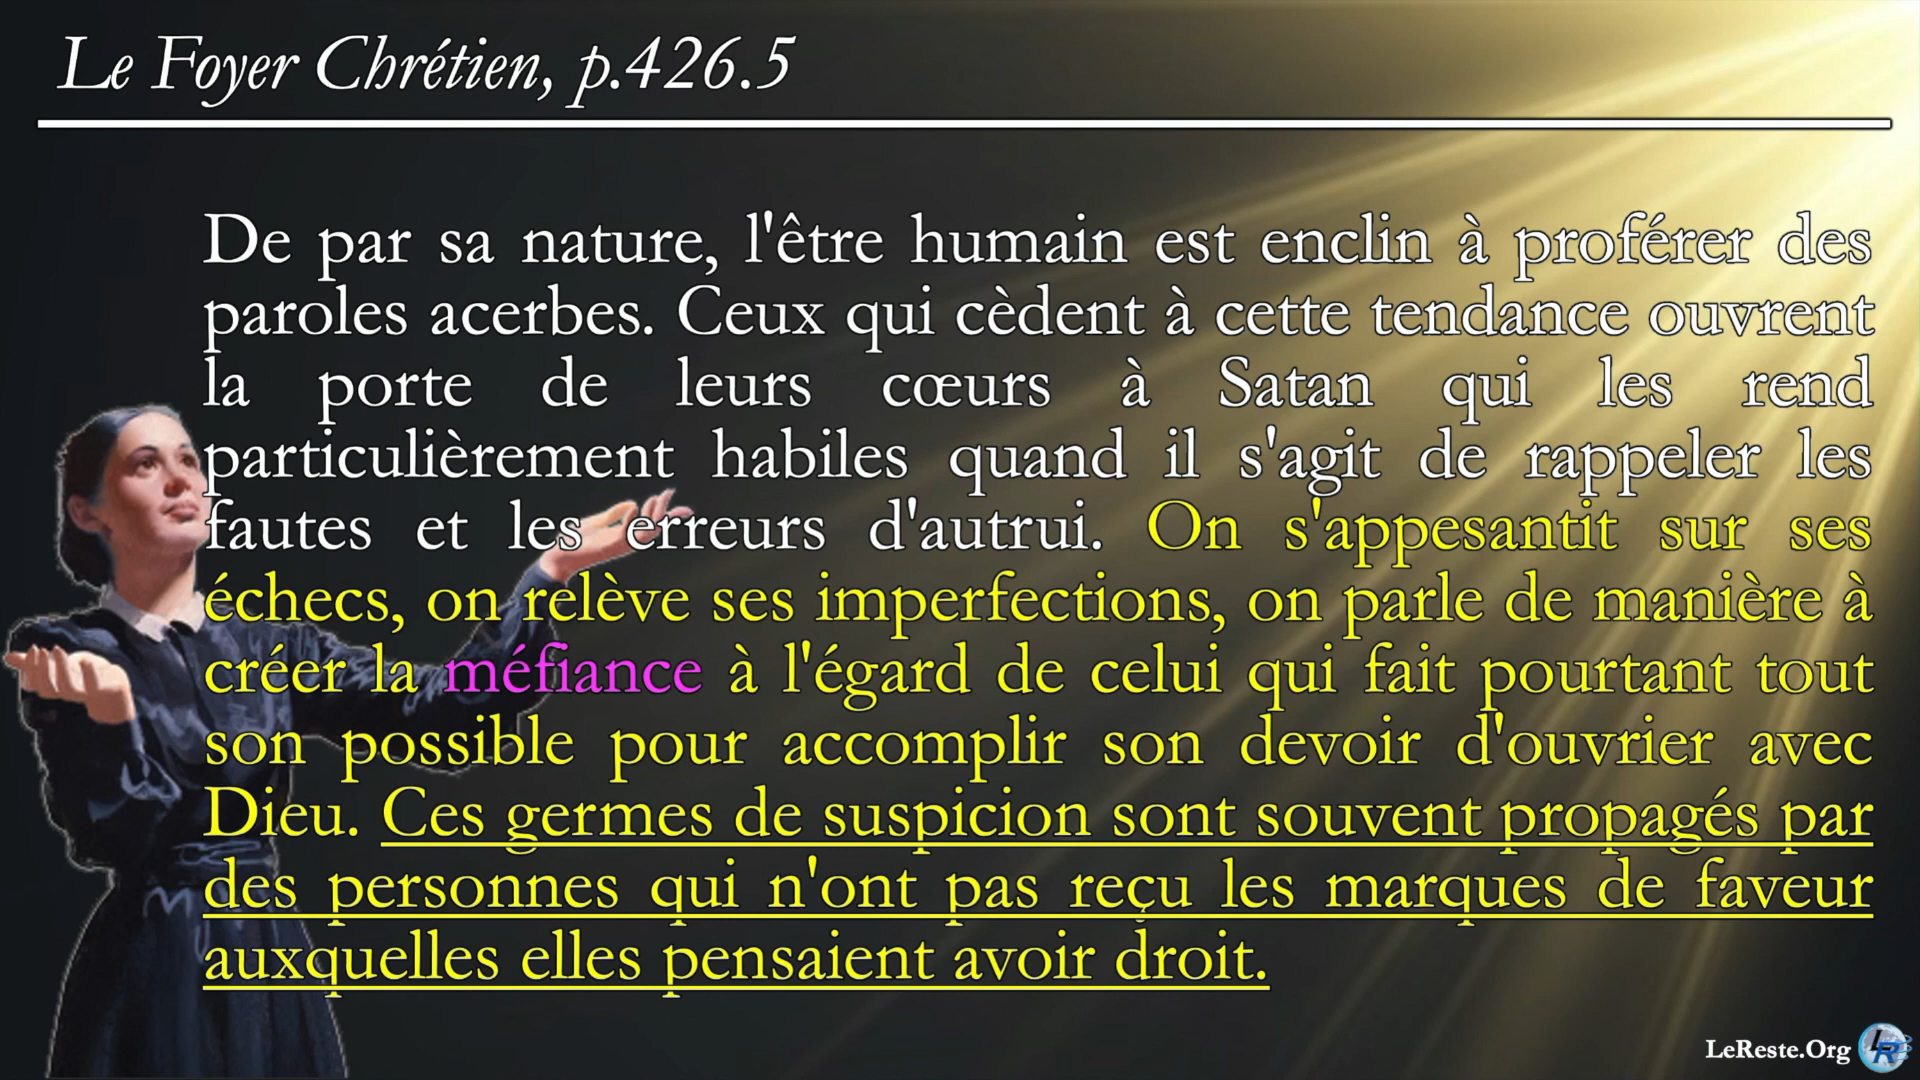 Le Foyer Chrétien, p.426.5
De par sa nature, l'être humain est enclin à proférer des
paroles acerbes. Ceux qui cèdent à cette tendance ouvrent
la porte de leurs cœurs à Satan qui les rend
particulièrement habiles quand il s'agit de rappeler les
fautes et les erreurs d'autrui. On s'appesantit sur ses
échecs, on relève ses imperfections, on parle de manière à
créer la méfiance à l'égard de celui qui fait pourtant tout
son possible pour accomplir son devoir d'ouvrier avec
Dieu. Ces germes de suspicion sont souvent propagés par
des personnes qui n'ont pas reçu les marques de faveur
auxquelles elles pensaient avoir droit.
LeReste.Org LR